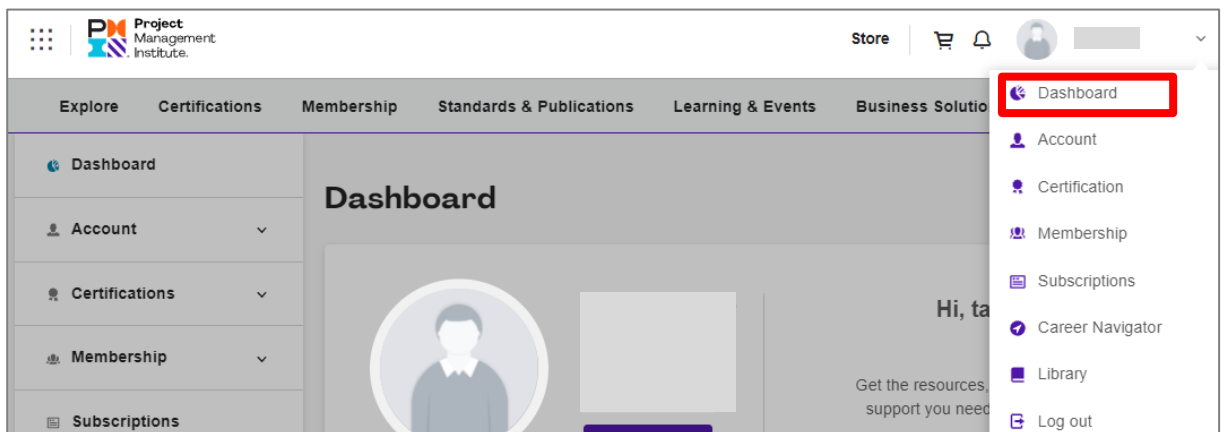 Project
Management
Institute.
Store
Explore Certifications Membership Standards & Publications Learning & Events Business Solutio
Dashboard
Account
Certification
Membership
Subscriptions
Career Navigator
Library
Log out
Dashboard
Account
Certifications
Membership
Subscriptions
Dashboard
Hi, ta
Get the resources,
support you need